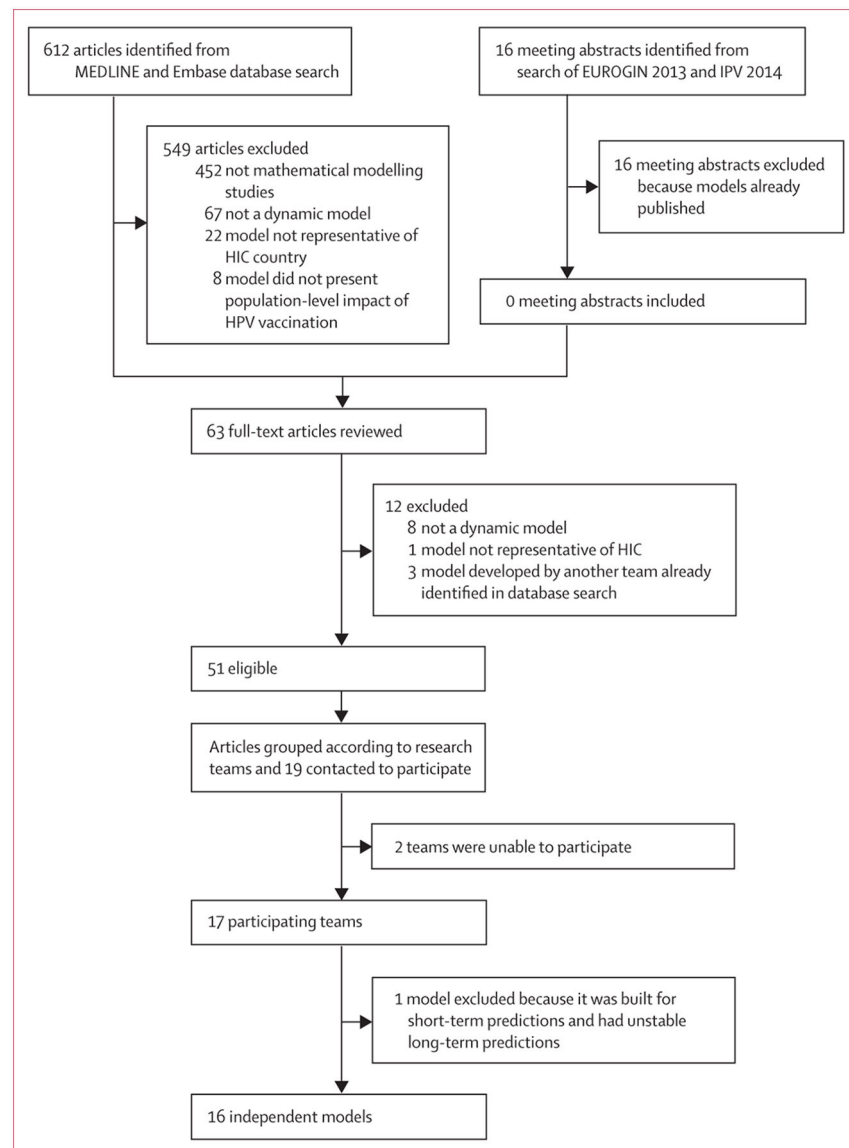 612 articles identified from
MEDLINE and Embase database search
16 meeting abstracts identified from
search of EUROGIN 2013 and IPV 2014
549 articles excluded
452 not mathematical modelling
studies
67 not a dynamic model
22 model not representative of
HIC country
8 model did not present
population-level impact of
HPV vaccination
16 meeting abstracts excluded
because models already
published
0 meeting abstracts included
63 full-text articles reviewed
12 excluded
8 not a dynamic model
1 model not representative of HIC
3 model developed by another team already
identified in database search
51 eligible
Articles grouped according to research
teams and 19 contacted to participate
2 teams were unable to participate
17 participating teams
1 model excluded because it was built for
short-term predictions and had unstable
long-term predictions
16 independent models